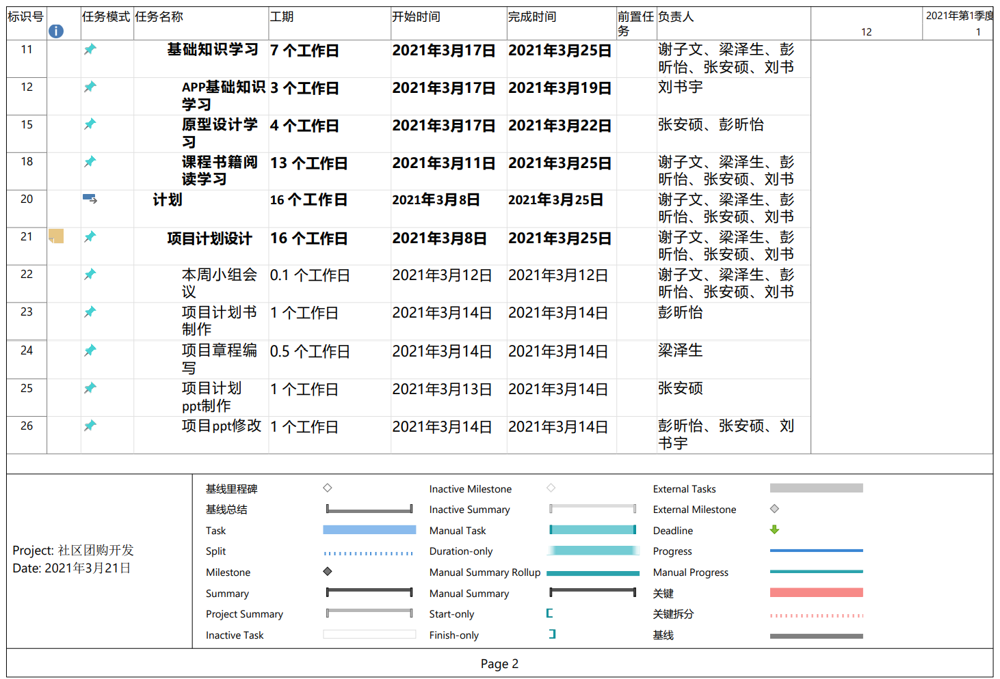 标识号 任务模式 任务名称 工期 开始时间 完成时间 前置任务 负责人 2021年第1季度
12 1
11 基础知识学习 7 个工作日 2021年3月17日 2021年3月25日 谢子文、梁泽生、彭
昕怡、张安硕、刘书
12 APP基础知识 3 个工作日 2021年3月17日 2021年3月19日 刘书宇
学习
15 原型设计学 4 个工作日 2021年3月17日 2021年3月22日 张安硕、彭昕怡
习
18 课程书籍阅 13 个工作日 2021年3月11日 2021年3月25日 谢子文、梁泽生、彭
读学习 昕怡、张安硕、刘书
20 计划 16 个工作日 2021年3月8日 2021年3月25日 谢子文、梁泽生、彭
昕怡、张安硕、刘书
21 项目计划设计 16 个工作日 2021年3月8日 2021年3月25日 谢子文、梁泽生、彭
昕怡、张安硕、刘书
22 本周小组会 0.1 个工作日 2021年3月12日 2021年3月12日 谢子文、梁泽生、彭
议 昕怡、张安硕、刘书
23 项目计划书 1 个工作日 2021年3月14日 2021年3月14日 彭昕怡
制作
24 项目章程编 0.5 个工作日 2021年3月14日 2021年3月14日 梁泽生
写
25 项目计划 1 个工作日 2021年3月13日 2021年3月14日 张安硕
ppt制作
26 项目ppt修改 1 个工作日 2021年3月14日 2021年3月14日 彭昕怡、张安硕、刘
书宇
Project: 社区团购开发
Date: 2021年3月21日
基线里程碑
基线总结
Task
Split
Milestone
Summary
Project Summary
Inactive Task
Inactive Milestone
Inactive Summary
Manual Task
Duration-only
Manual Summary Rollup
Manual Summary
Start-only
Finish-only
External Tasks
External Milestone
Deadline
Progress
Manual Progress
关键
关键拆分
基线
Page 2